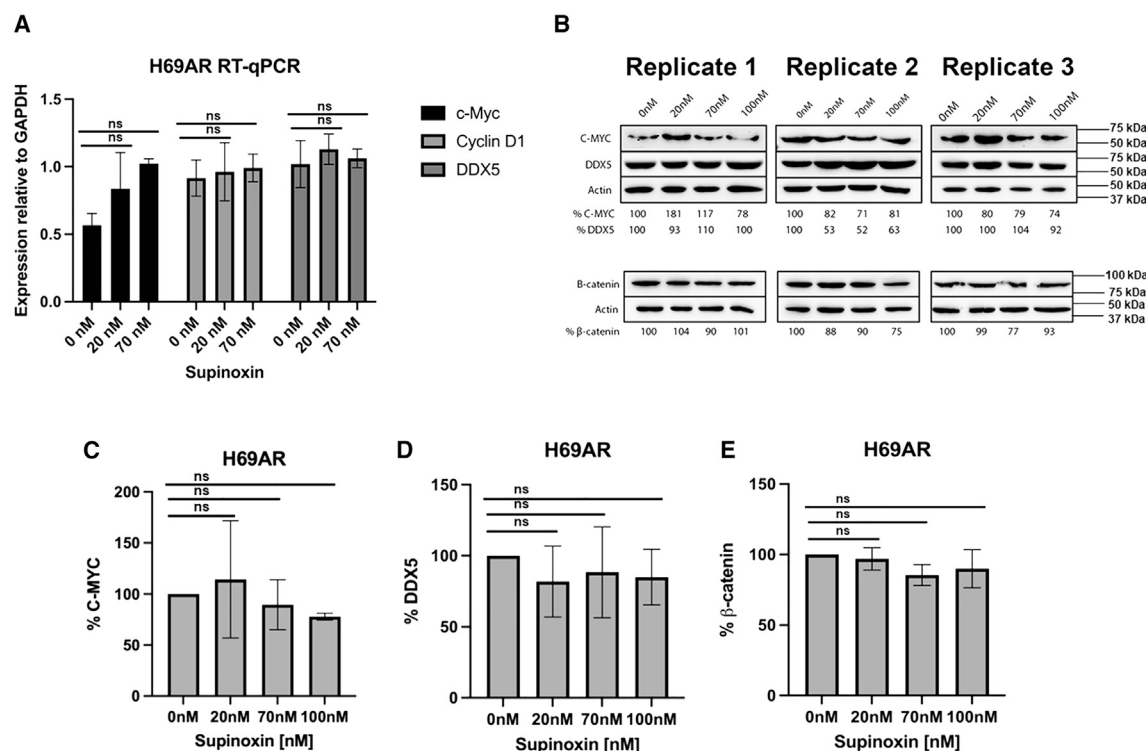 A
H69AR RT-qPCR
Expression relative to GAPDH
1.5
1.0
0.5
0.0
ns
ns
ns
ns
ns
ns
0 nM
20 nM
70 nM
0 nM
20 nM
70 nM
0 nM
20 nM
70 nM
Supinoxin
c-Myc
Cyclin D1
DDX5
B
Replicate 1 Replicate 2 Replicate 3
0nM 20nM 70nM 100nM 0nM 20nM 70nM 100nM 0nM 20nM 70nM 100nM
C-MYC
DDX5
Actin
75 kDa
50 kDa
75 kDa
50 kDa
50 kDa
37 kDa
% C-MYC 100 181 117 78 100 82 71 81 100 80 79 74
% DDX5 100 93 110 100 100 53 52 63 100 100 104 92
B-catenin
Actin
100 kDa
75 kDa
50 kDa
37 kDa
% β-catenin 100 104 90 101 100 88 90 75 100 99 77 93
C
H69AR
% C-MYC
200
150
100
50
0
ns
ns
ns
0nM 20nM 70nM 100nM
Supinoxin [nM]
D
H69AR
% DDX5
150
100
50
0
ns
ns
ns
0nM 20nM 70nM 100nM
Supinoxin [nM]
E
H69AR
% β-catenin
150
100
50
0
ns
ns
ns
0nM 20nM 70nM 100nM
Supinoxin [nM]